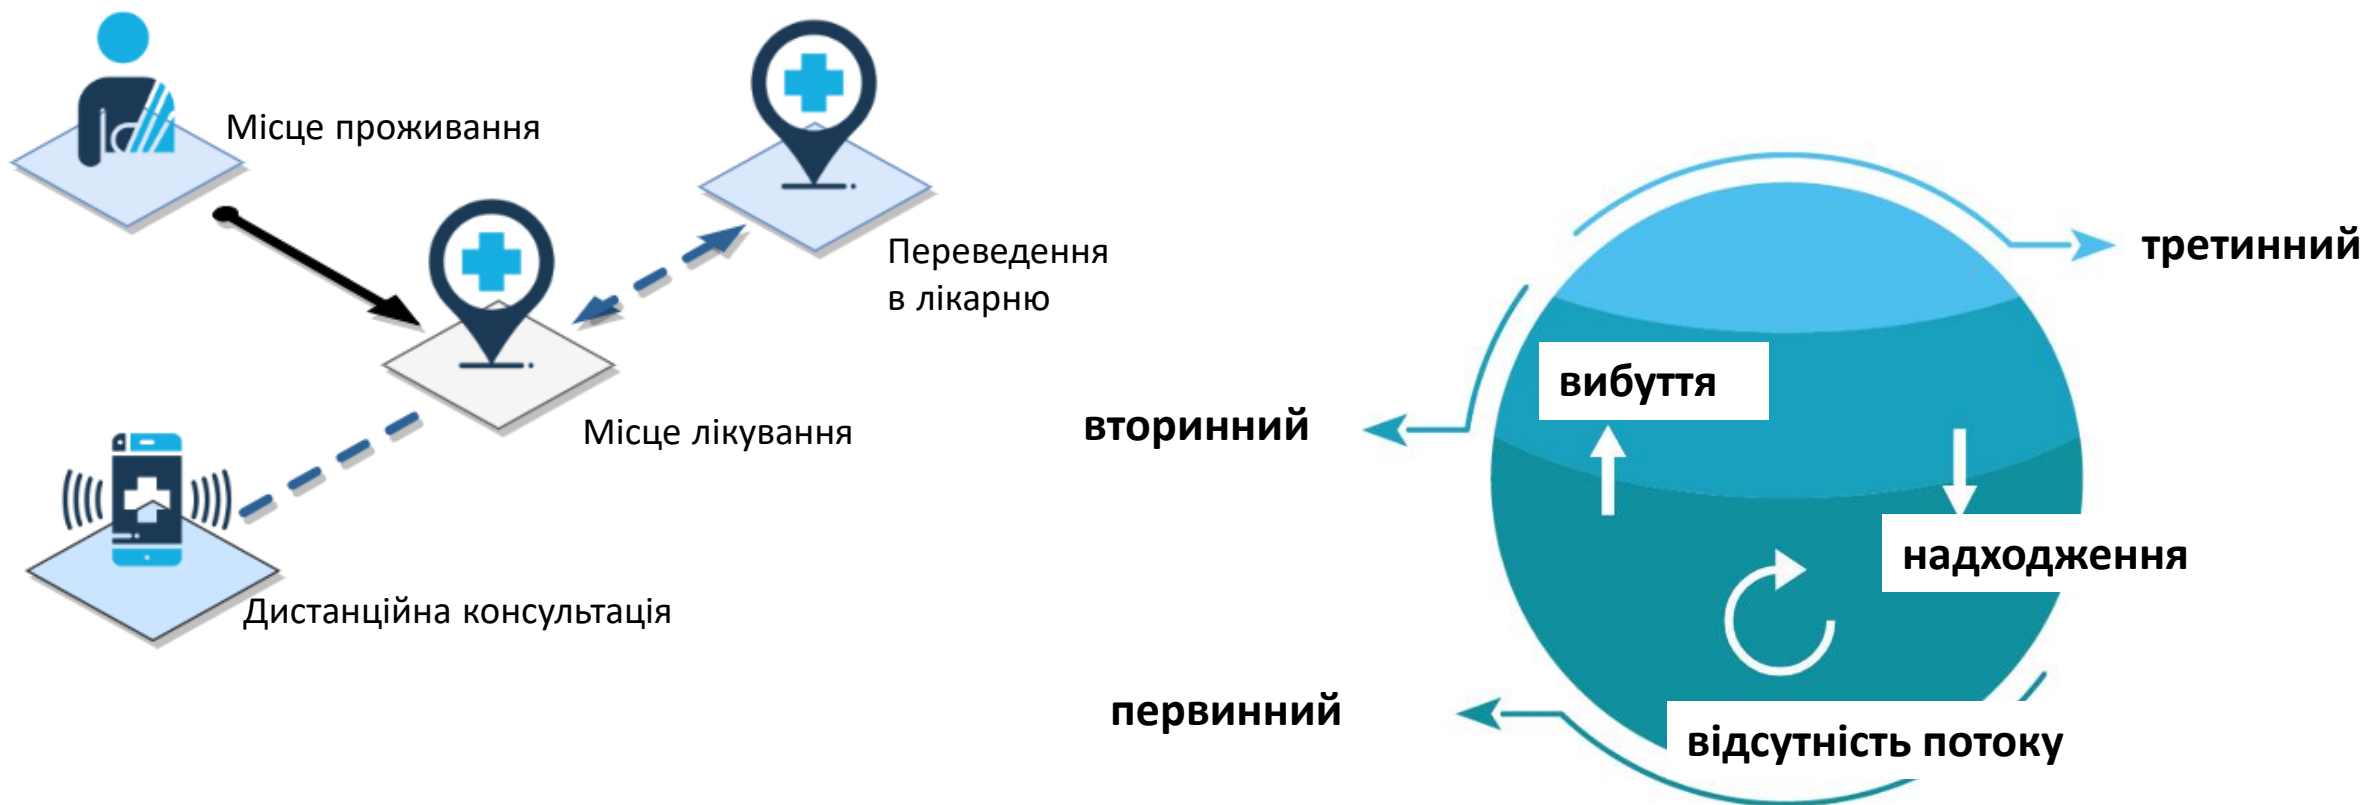 Місце проживання
Переведення
в лікарню
Місце лікування
Дистанційна консультація
третинний
вибуття
вторинний
надходження
первинний
відсутність потоку